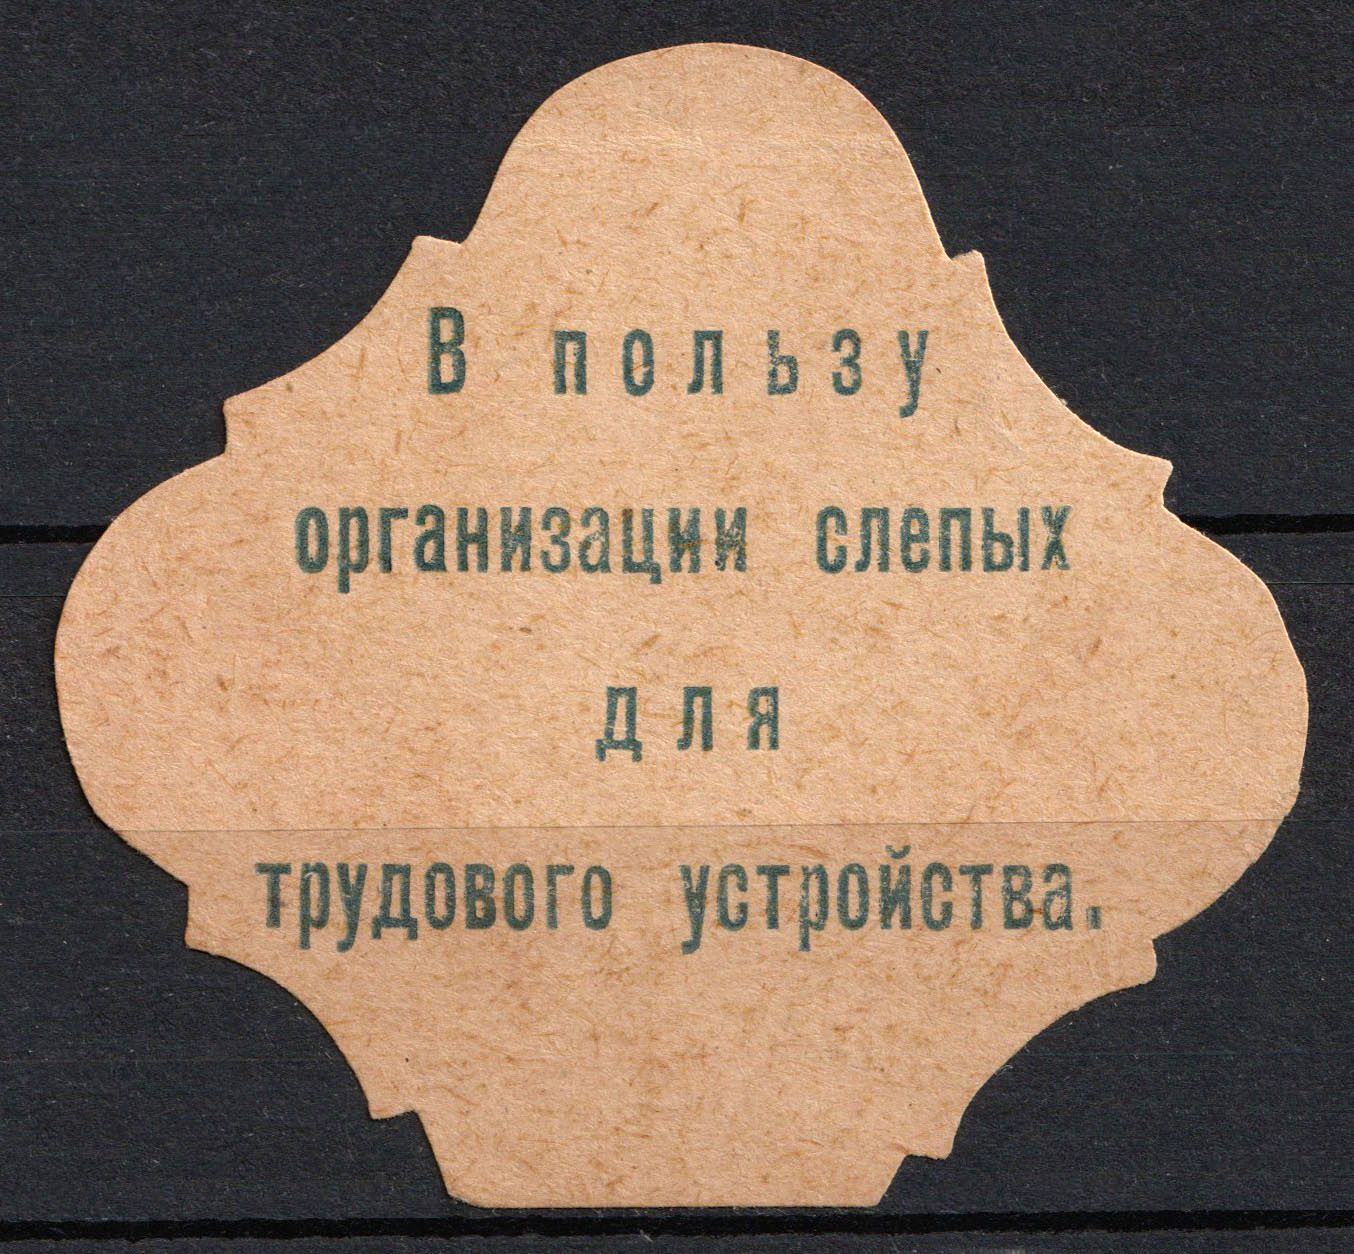 В пользу
организации слепых
для
трудового устройства.